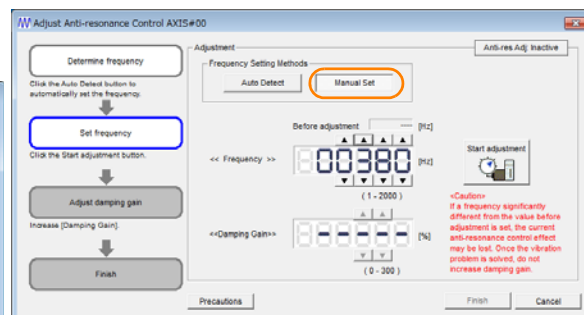 Adjust Anti-resonance Control AXIS#00
Determine frequency
Click the Auto Detect button to
automatically set the frequency.
Set frequency
Click the Start adjustment button.
Adjust damping gain
Increase [Damping Gain].
Finish
Adjustment
Anti-res Adj: Inactive
Frequency Setting Methods
Auto Detect
Manual Set
Before adjustment
--- [Hz]
<< Frequency >>
00380
[Hz]
(1 - 2000)
Start adjustment
<<Damping Gain>>
-----
[%]
(0 - 300)
<Caution>
If a frequency significantly
different from the value before
adjustment is set, the current
anti-resonance control effect
may be lost. Once the vibration
problem is solved, do not
increase damping gain.
Precautions
Finish
Cancel